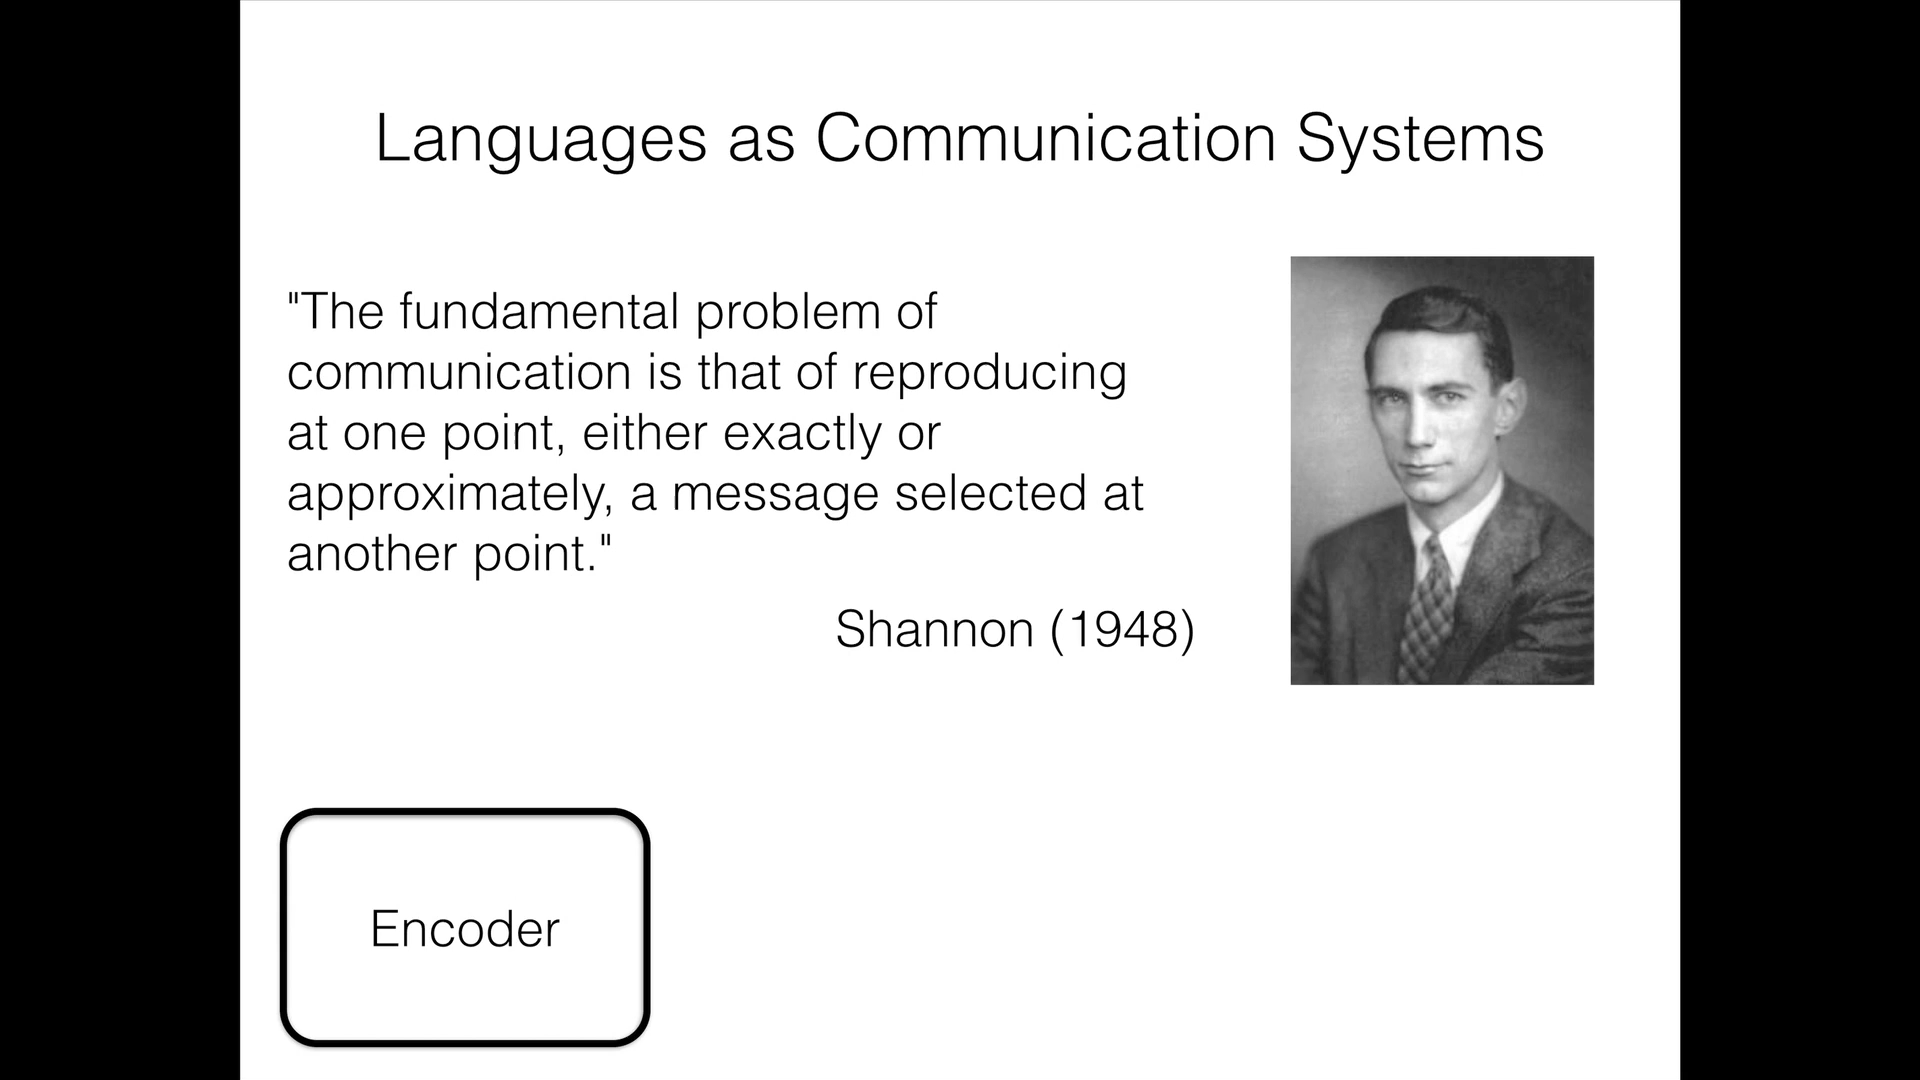 Languages as Communication Systems
"The fundamental problem of
communication is that of reproducing
at one point, either exactly or
approximately, a message selected at
another point."
Shannon (1948)
Encoder